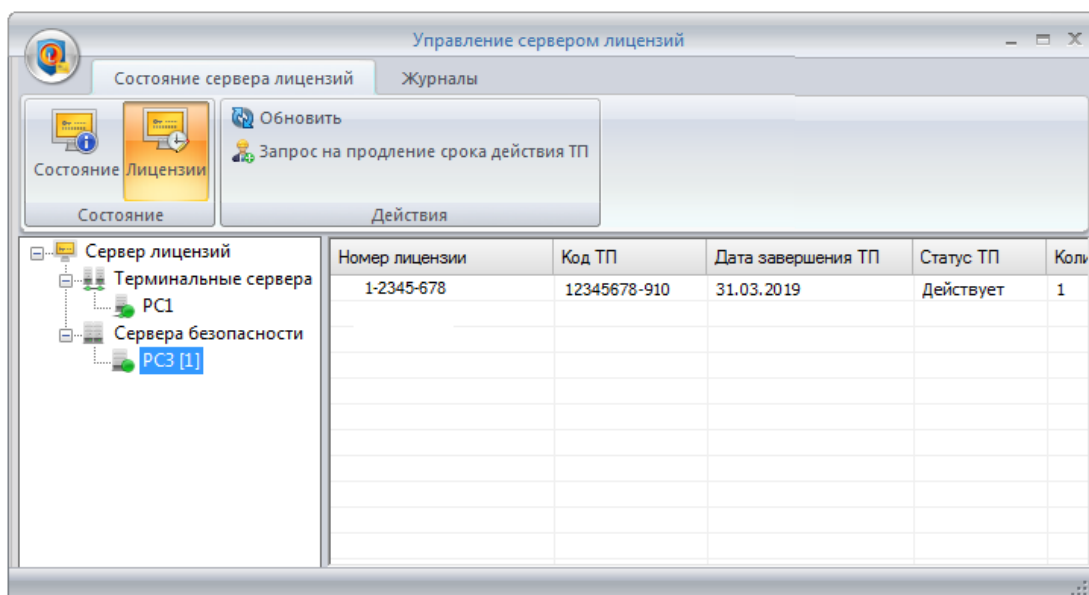 Управление сервером лицензий
Состояние сервера лицензий Журналы
Обновить
Запрос на продление срока действия ТП
Состояние Лицензии
Состояние Действия
Сервер лицензий
Терминальные сервера
PC1
Сервера безопасности
PC3 [1]
Номер лицензии Код ТП Дата завершения ТП Статус ТП Коли
1-2345-678 12345678-910 31.03.2019 Действует 1